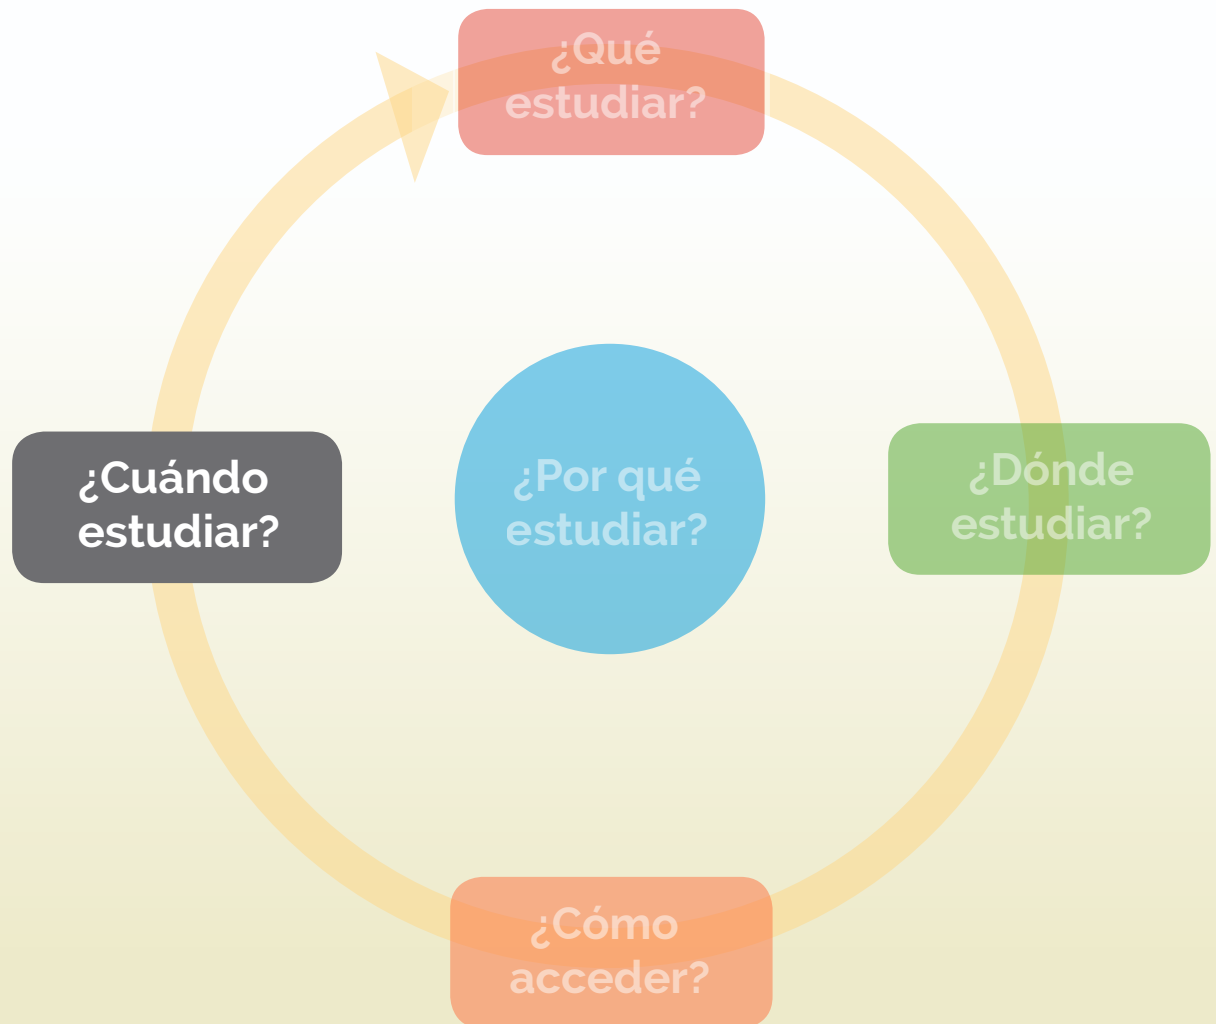 ¿Qué
estudiar?
¿Cuándo
estudiar?
¿Por qué
estudiar?
¿Dónde
estudiar?
¿Cómo
acceder?